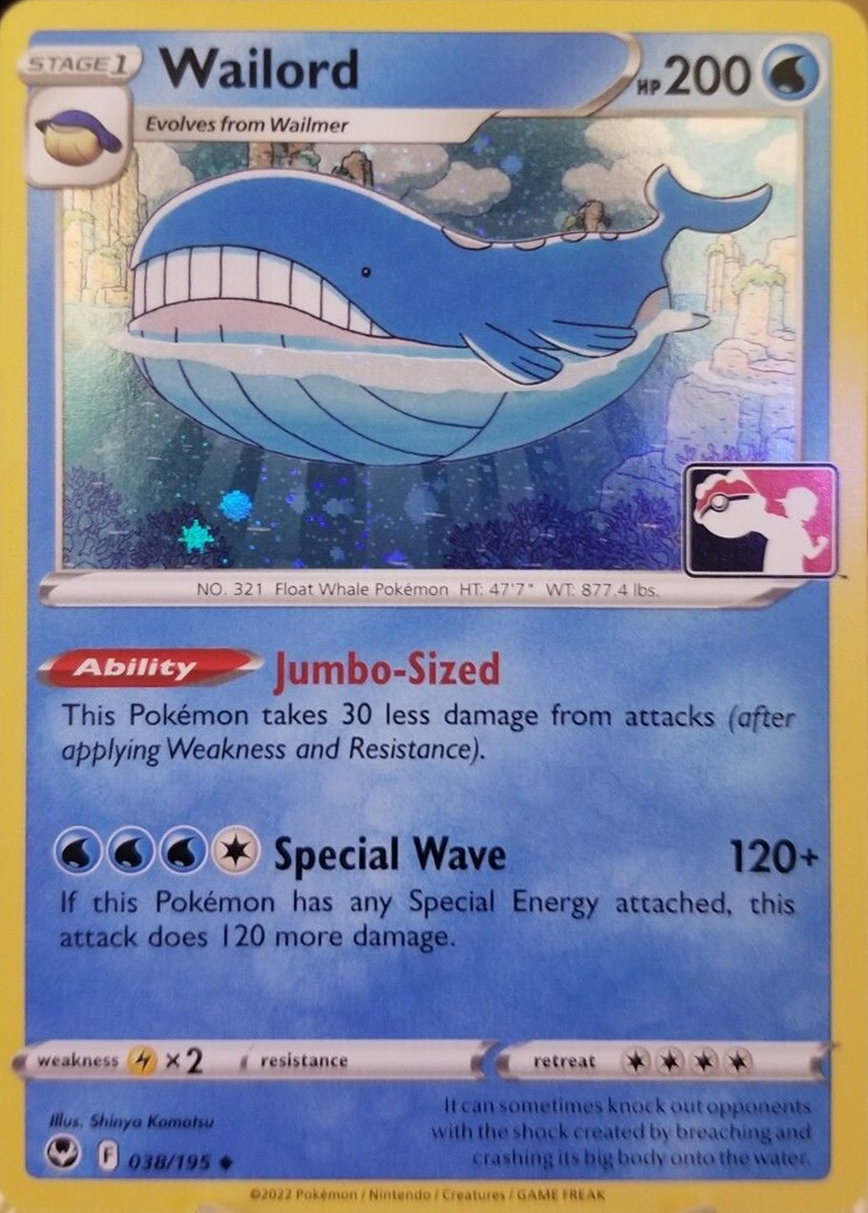 STAGE 1
Wailord
HP 200
Evolves from Wailmer
NO. 321 Float Whale Pokémon HT: 47'7" WT: 877.4 lbs.
Ability Jumbo-Sized
This Pokémon takes 30 less damage from attacks (after
applying Weakness and Resistance).
Special Wave 120+
If this Pokémon has any Special Energy attached, this
attack does 120 more damage.
weakness ×2 resistance retreat
Illus. Shinya Komatsu
It can sometimes knock out opponents
with the shock created by breaching and
crashing its big body onto the water.
F 038/195
©2022 Pokémon / Nintendo / Creatures / GAME FREAK